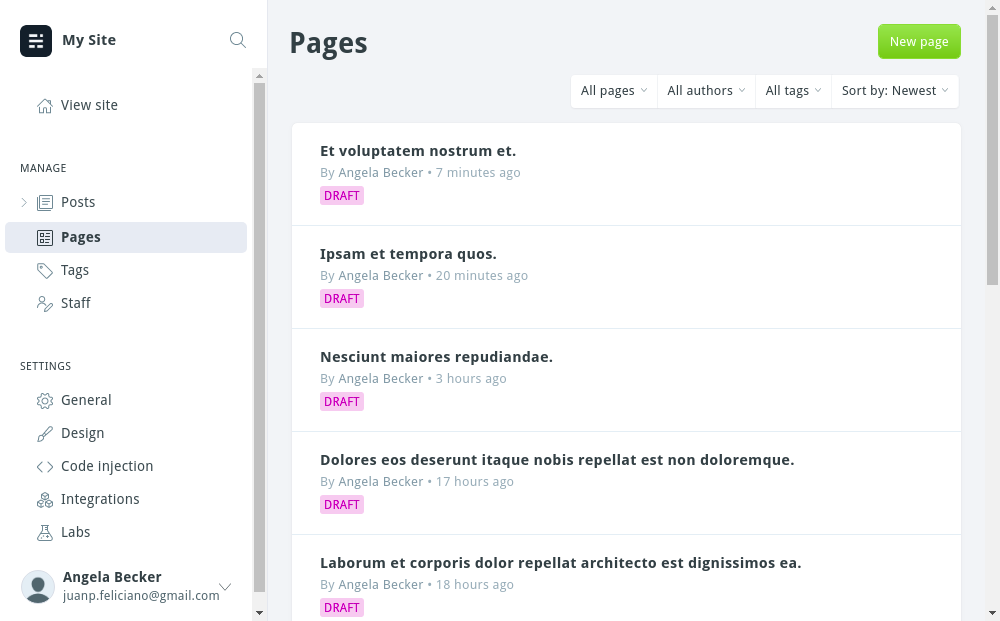 My Site
View site
MANAGE
Posts
Pages
Tags
Staff
SETTINGS
General
Design
Code injection
Integrations
Labs
Angela Becker
juanp.feliciano@gmail.com
Pages
New page
All pages
All authors
All tags
Sort by: Newest
Et voluptatem nostrum et.
By Angela Becker • 7 minutes ago
DRAFT
Ipsam et tempora quos.
By Angela Becker • 20 minutes ago
DRAFT
Nesciunt maiores repudiandae.
By Angela Becker • 3 hours ago
DRAFT
Dolores eos deserunt itaque nobis repellat est non doloremque.
By Angela Becker • 17 hours ago
DRAFT
Laborum et corporis dolor repellat architecto est dignissimos ea.
By Angela Becker • 18 hours ago
DRAFT